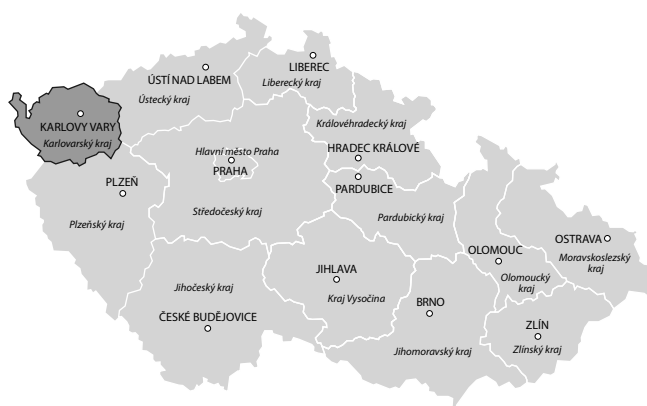 LIBEREC
ÚSTÍ NAD LABEM
Liberecký kraj
Ústecký kraj
KARLOVY VARY
Karlovarský kraj
Královéhradecký kraj
HRADEC KRÁLOVÉ
Hlavní město Praha
PRAHA
PLZEŇ
PARDUBICE
Plzeňský kraj
Středočeský kraj
Pardubický kraj
OLOMOUC
OSTRAVA
Moravskoslezský
kraj
Olomoucký
kraj
JIHLAVA
Jihočeský kraj
Kraj Vysočina
BRNO
ČESKÉ BUDĚJOVICE
ZLÍN
Jihomoravský kraj
Zlínský kraj